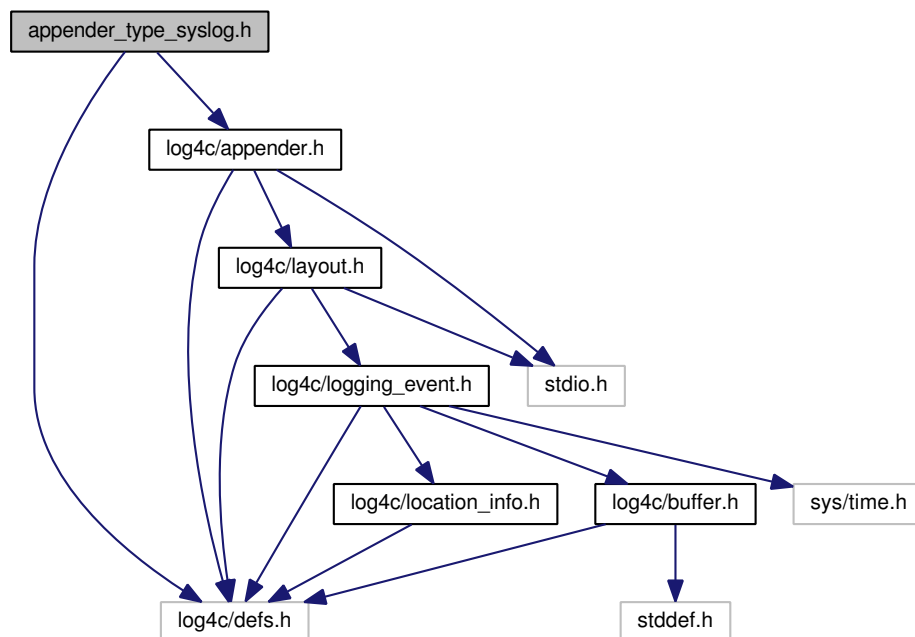 appender_type_syslog.h
log4c/appender.h
log4c/layout.h
log4c/logging_event.h
stdio.h
log4c/location_info.h
log4c/buffer.h
sys/time.h
log4c/defs.h
stddef.h